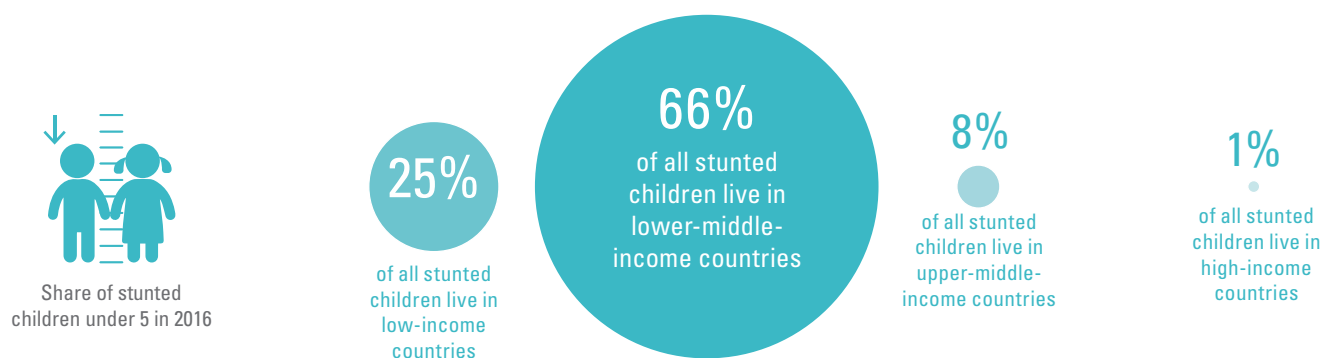 Share of stunted
children under 5 in 2016
25%
of all stunted
children live in
low-income
countries
66%
of all stunted
children live in
lower-middle-
income countries
8%
of all stunted
children live in
upper-middle-
income countries
1%
of all stunted
children live in
high-income
countries